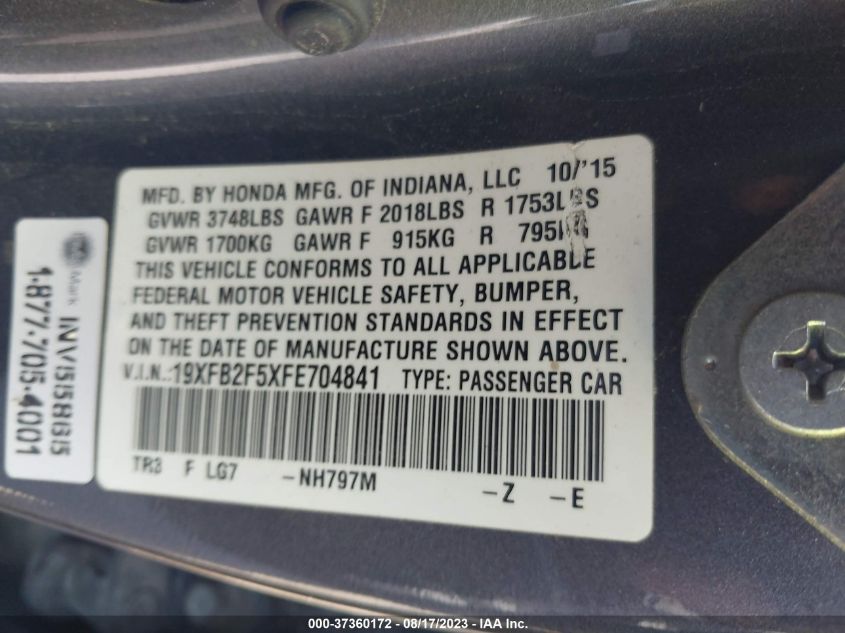 MFD. BY HONDA MFG. OF INDIANA, LLC 10/'15
GVWR 3748LBS GAWR F 2018LBS R 1753LBS
GVWR 1700KG GAWR F 915KG R 795KG
THIS VEHICLE CONFORMS TO ALL APPLICABLE
FEDERAL MOTOR VEHICLE SAFETY, BUMPER,
AND THEFT PREVENTION STANDARDS IN EFFECT
ON THE DATE OF MANUFACTURE SHOWN ABOVE.
V.I.N.:19XFB2F5XFE704841 TYPE: PASSENGER CAR
TR3 F LG7 -NH797M -Z -E
Mark INV5158135
1-877-705-4001
000-37360172 - 08/17/2023 - IAA Inc.